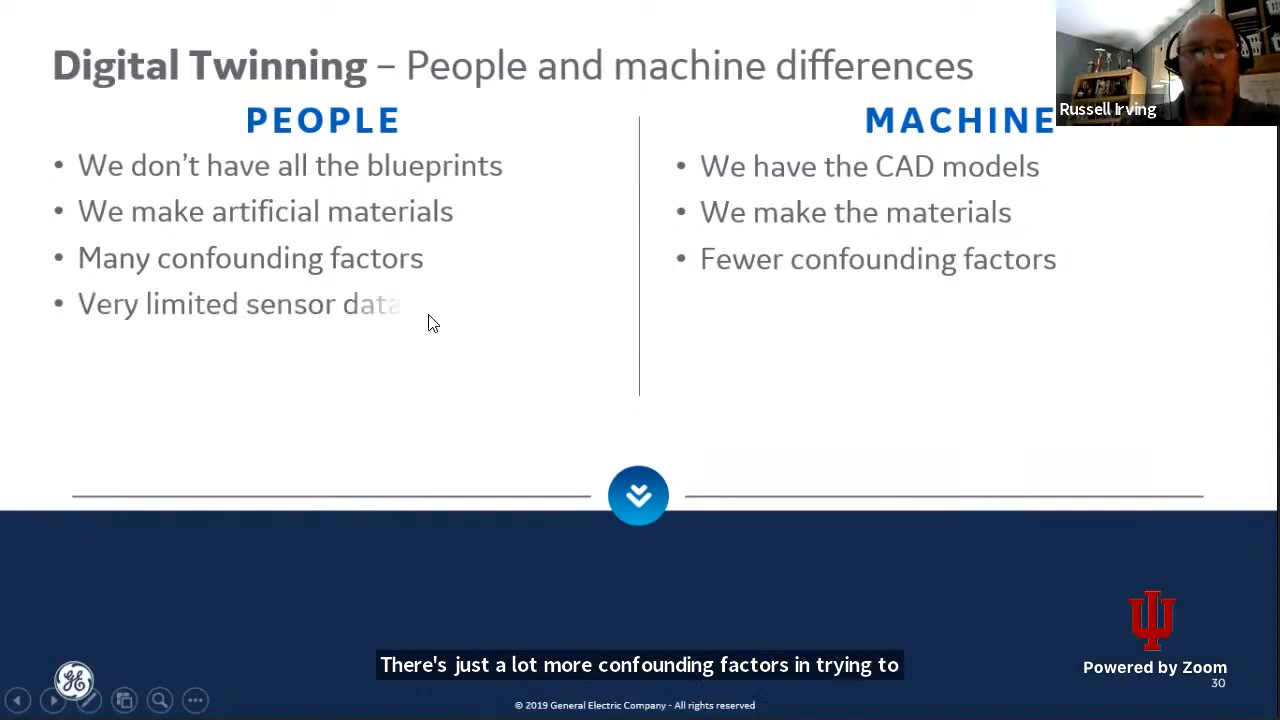 Digital Twinning – People and machine differences
Russell Irving
PEOPLE
• We don't have all the blueprints
• We make artificial materials
• Many confounding factors
• Very limited sensor data
MACHINE
• We have the CAD models
• We make the materials
• Fewer confounding factors
There's just a lot more confounding factors in trying to
Powered by Zoom
30
© 2019 General Electric Company - All rights reserved